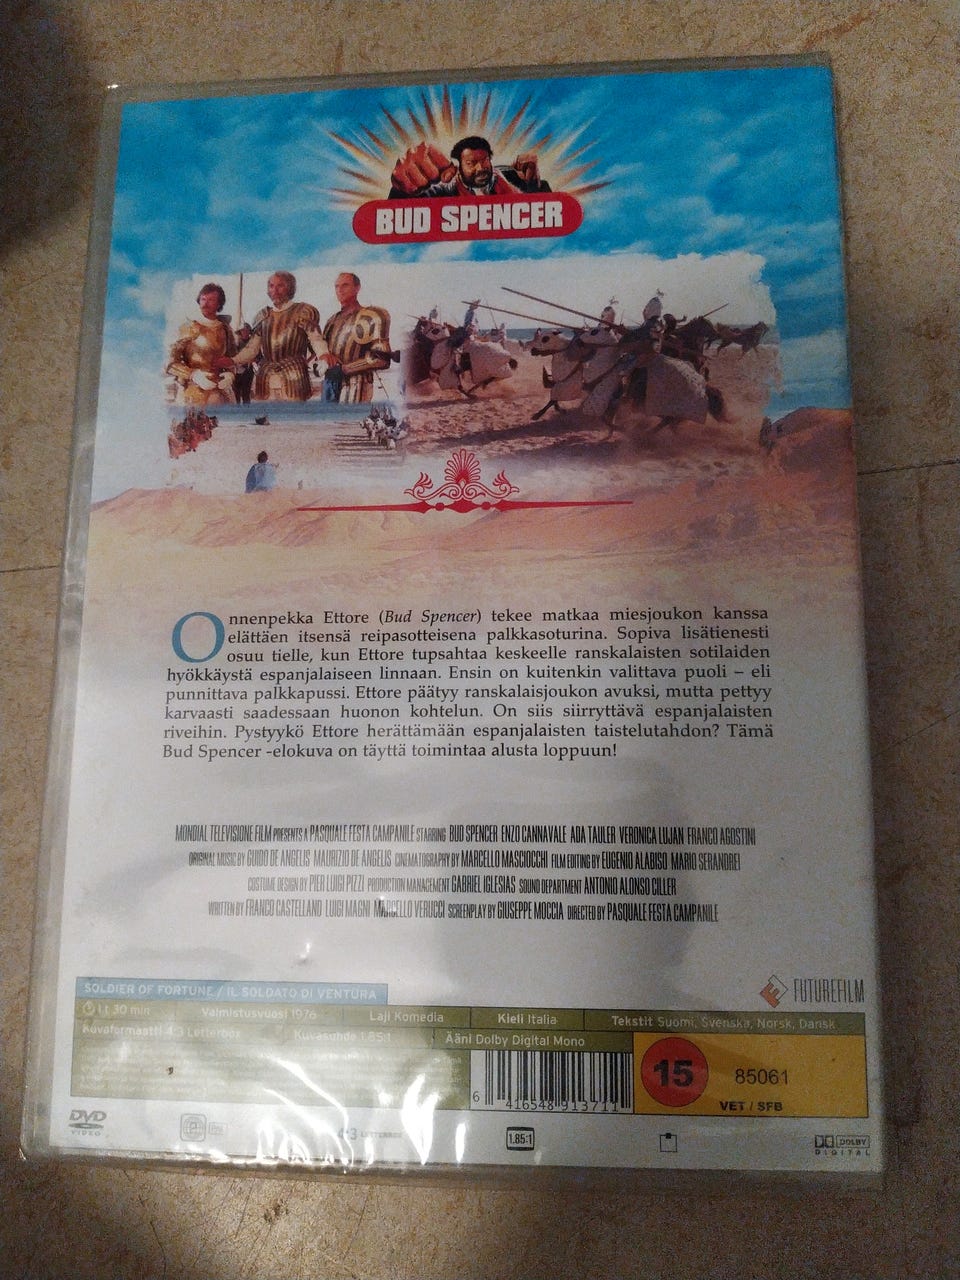 BUD SPENCER
Onnenpekka Ettore (Bud Spencer) tekee matkaa miesjoukon kanssa
elättäen itsensä reipasotteisena palkkasoturina. Sopiva lisätienesti
osuu tielle, kun Ettore tupsahtaa keskeelle ranskalaisten sotilaiden
hyökkäystä espanjalaiseen linnaan. Ensin on kuitenkin valittava puoli – eli
punnittava palkkapussi. Ettore päätyy ranskalaisjoukon avuksi, mutta pettyy
karvaasti saadessaan huonon kohtelun. On siis siirryttävä espanjalaisten
riveihin. Pystyykö Ettore herättämään espanjalaisten taistelutahdon? Tämä
Bud Spencer -elokuva on täyttä toimintaa alusta loppuun!
MONDIAL TELEVISIONE FILM PRESENTS A PASQUALE FESTA CAMPANILE STARRING BUD SPENCER ENZO CANNAVALE ADA TAULER VERONICA LUJAN FRANCO AGOSTINI
ORIGINAL MUSIC BY GUIDO DE ANGELIS MAURIZIO DE ANGELIS CINEMATOGRAPHY BY MARCELLO MASCIOCCHI FILM EDITING BY EUGENIO ALABISO MARIO SERANDREI
COSTUME DESIGN BY PIER LUIGI PIZZI PRODUCTION MANAGEMENT GABRIEL IGLESIAS SOUND DEPARTMENT ANTONIO ALONSO CILLER
WRITTEN BY FRANCO CASTELLANO LUIGI MAGNI MARCELLO VERUCCI SCREENPLAY BY GIUSEPPE MOCCIA DIRECTED BY PASQUALE FESTA CAMPANILE
FUTUREFILM
SOLDIER OF FORTUNE / IL SOLDATO DI VENTURA
1 t 30 min Valmistusvuosi 1976 Laji Komedia Kieli Italia Tekstit Suomi, Svenska, Norsk, Dansk
Kuvaformaatti 4:3 Letterbox Kuvasuhde 1.85:1 Ääni Dolby Digital Mono
6 416548 913711
15
85061
VET / SFB
DVD
VIDEO
4:3 LETTERBOX
1.85:1
DOLBY
DIGITAL